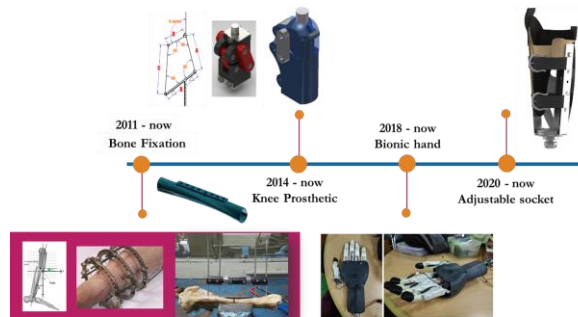 2011 - now
Bone Fixation
2014 - now
Knee Prosthetic
2018 - now
Bionic hand
2020 - now
Adjustable socket